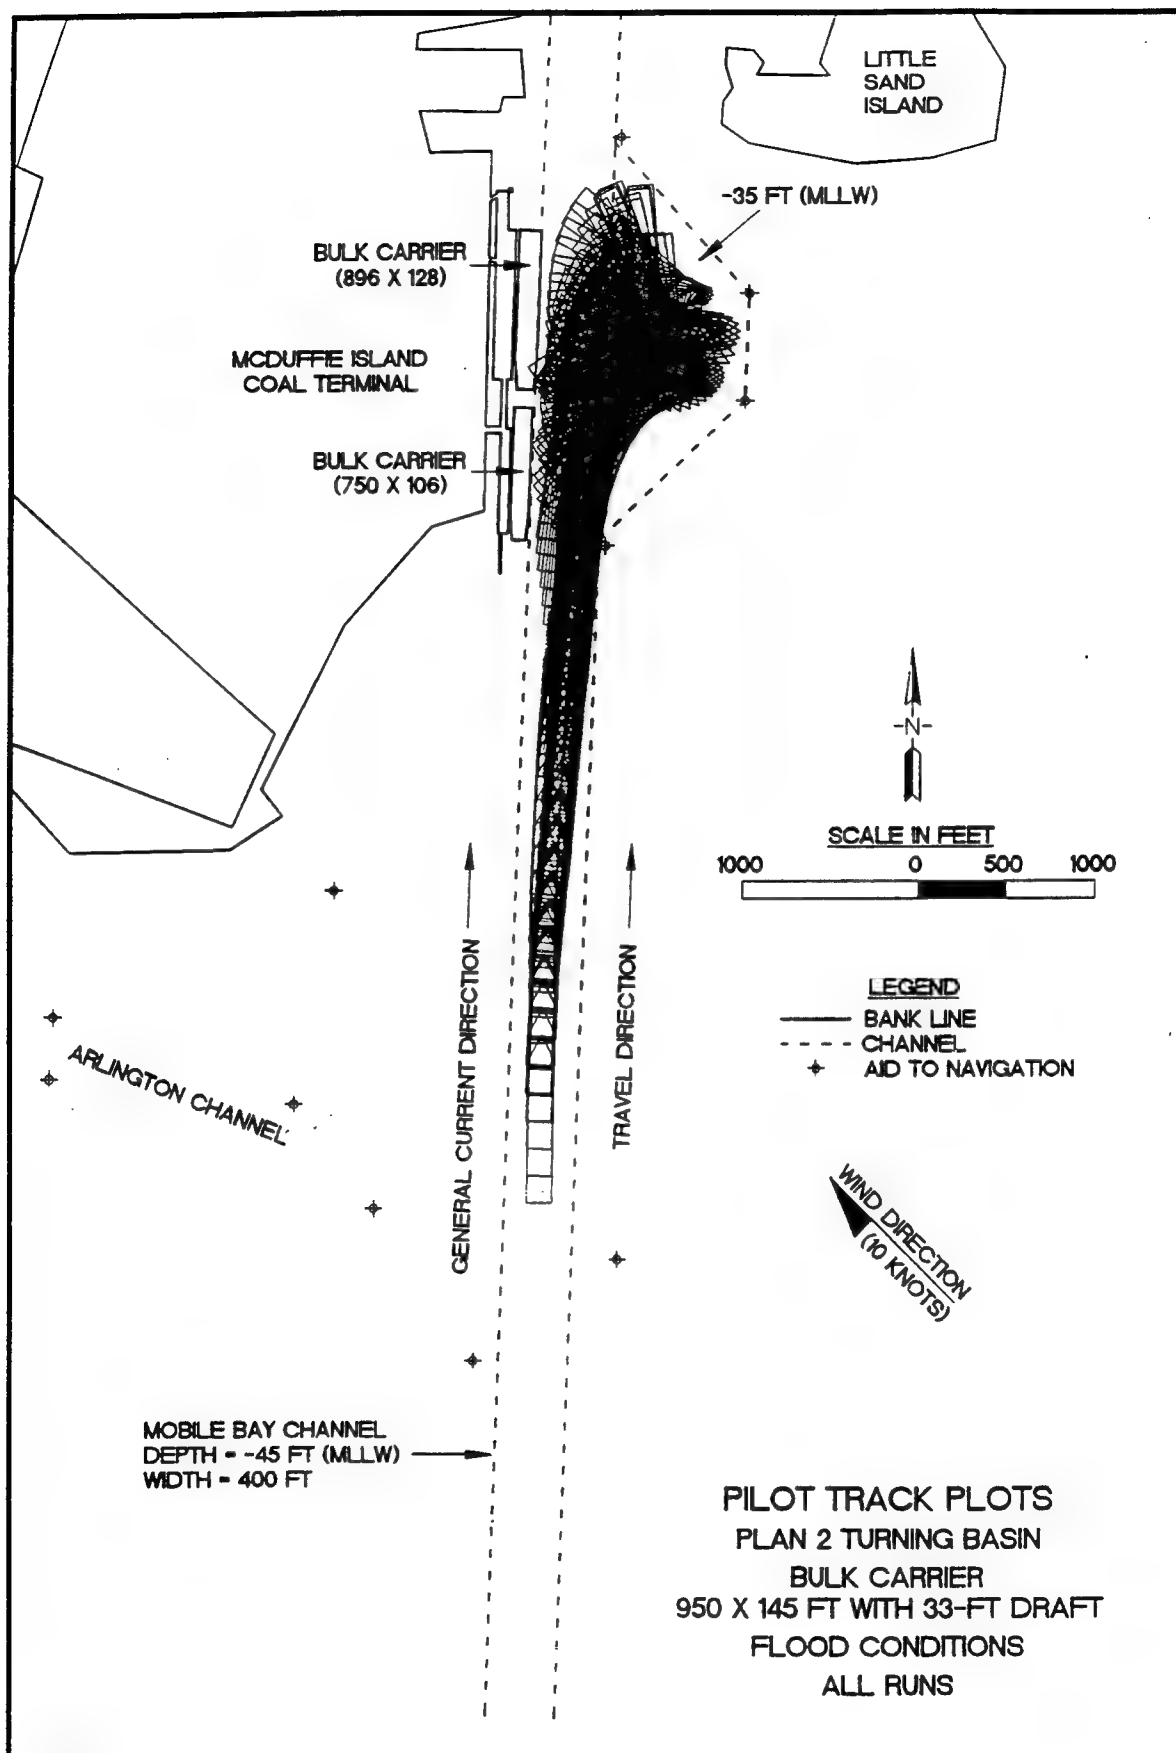 LITTLE
SAND
ISLAND
-35 FT (MLLW)
BULK CARRIER
(896 X 128)
MCDUFFIE ISLAND
COAL TERMINAL
BULK CARRIER
(750 X 106)
-N-
SCALE IN FEET
1000 0 500 1000
GENERAL CURRENT DIRECTION
TRAVEL DIRECTION
LEGEND
BANK LINE
CHANNEL
AID TO NAVIGATION
ARLINGTON CHANNEL
WIND DIRECTION
(10 KNOTS)
MOBILE BAY CHANNEL
DEPTH = -45 FT (MLLW)
WIDTH = 400 FT
PILOT TRACK PLOTS
PLAN 2 TURNING BASIN
BULK CARRIER
950 X 145 FT WITH 33-FT DRAFT
FLOOD CONDITIONS
ALL RUNS